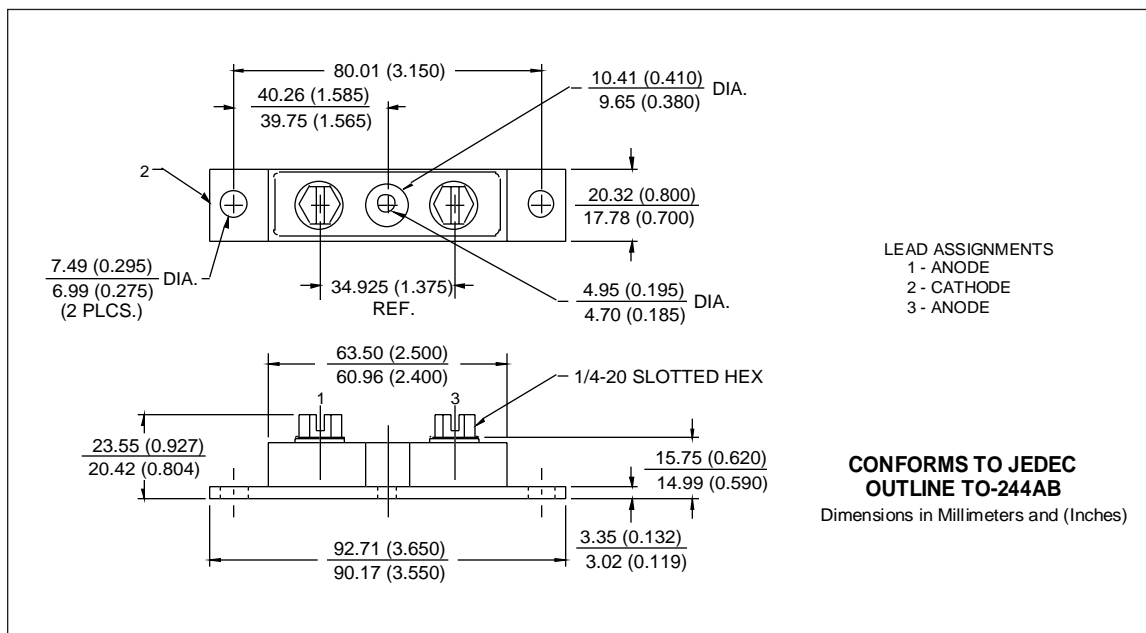 80.01 (3.150)
40.26 (1.585)
39.75 (1.565)
10.41 (0.410)
9.65 (0.380)
DIA.
2
20.32 (0.800)
17.78 (0.700)
7.49 (0.295)
6.99 (0.275)
DIA.
(2 PLCS.)
34.925 (1.375)
REF.
4.95 (0.195)
4.70 (0.185)
DIA.
LEAD ASSIGNMENTS
1 - ANODE
2 - CATHODE
3 - ANODE
63.50 (2.500)
60.96 (2.400)
1/4-20 SLOTTED HEX
1
3
23.55 (0.927)
20.42 (0.804)
15.75 (0.620)
14.99 (0.590)
3.35 (0.132)
3.02 (0.119)
92.71 (3.650)
90.17 (3.550)
CONFORMS TO JEDEC
OUTLINE TO-244AB
Dimensions in Millimeters and (Inches)